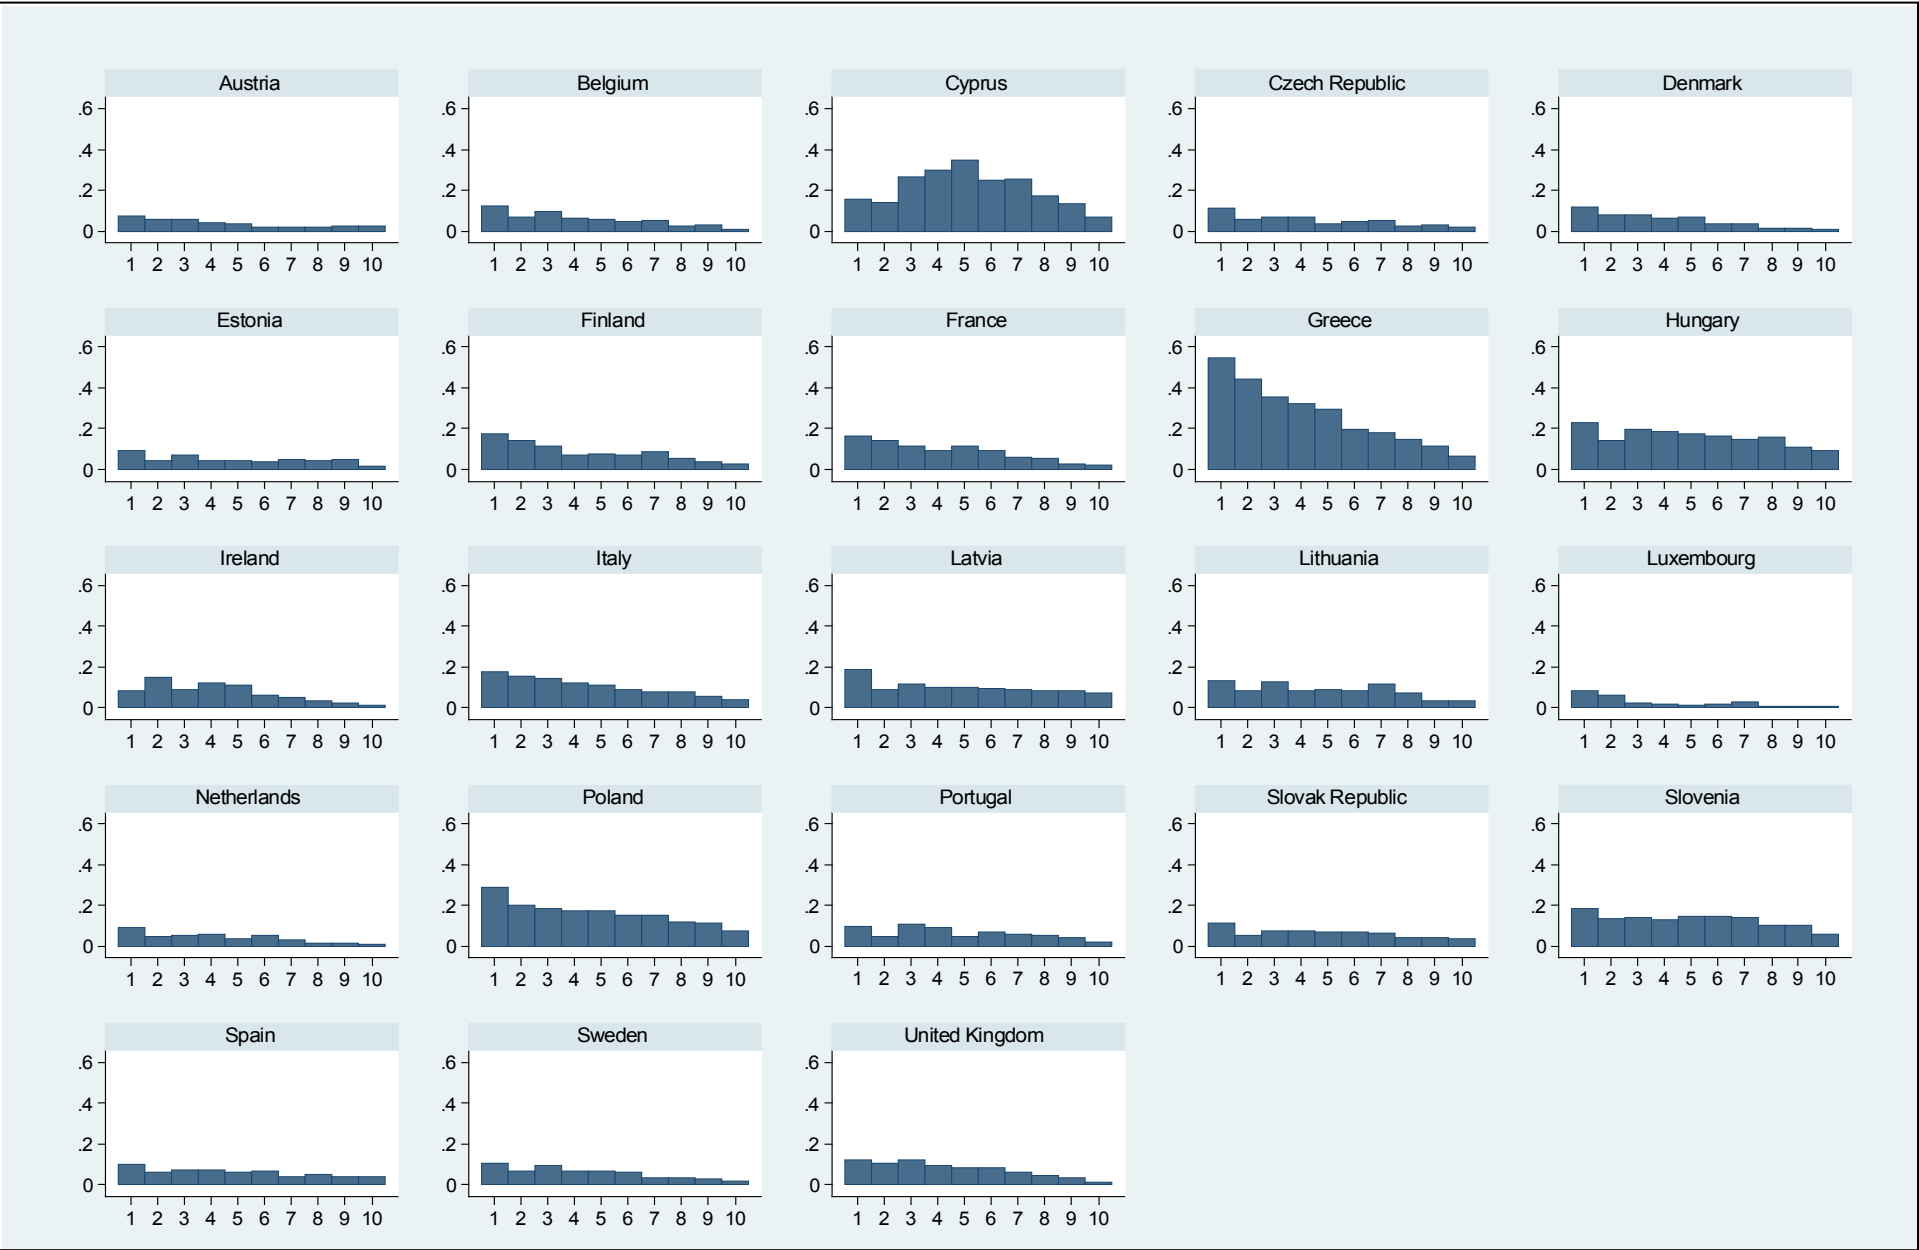 Austria Belgium Cyprus Czech Republic Denmark
.6 .6 .6 .6 .6
.4 .4 .4 .4 .4
.2 .2 .2 .2 .2
0 0 0 0 0
1 2 3 4 5 6 7 8 9 10 1 2 3 4 5 6 7 8 9 10 1 2 3 4 5 6 7 8 9 10 1 2 3 4 5 6 7 8 9 10 1 2 3 4 5 6 7 8 9 10
Estonia Finland France Greece Hungary
.6 .6 .6 .6 .6
.4 .4 .4 .4 .4
.2 .2 .2 .2 .2
0 0 0 0 0
1 2 3 4 5 6 7 8 9 10 1 2 3 4 5 6 7 8 9 10 1 2 3 4 5 6 7 8 9 10 1 2 3 4 5 6 7 8 9 10 1 2 3 4 5 6 7 8 9 10
Ireland Italy Latvia Lithuania Luxembourg
.6 .6 .6 .6 .6
.4 .4 .4 .4 .4
.2 .2 .2 .2 .2
0 0 0 0 0
1 2 3 4 5 6 7 8 9 10 1 2 3 4 5 6 7 8 9 10 1 2 3 4 5 6 7 8 9 10 1 2 3 4 5 6 7 8 9 10 1 2 3 4 5 6 7 8 9 10
Netherlands Poland Portugal Slovak Republic Slovenia
.6 .6 .6 .6 .6
.4 .4 .4 .4 .4
.2 .2 .2 .2 .2
0 0 0 0 0
1 2 3 4 5 6 7 8 9 10 1 2 3 4 5 6 7 8 9 10 1 2 3 4 5 6 7 8 9 10 1 2 3 4 5 6 7 8 9 10 1 2 3 4 5 6 7 8 9 10
Spain Sweden United Kingdom
.6 .6 .6
.4 .4 .4
.2 .2 .2
0 0 0
1 2 3 4 5 6 7 8 9 10 1 2 3 4 5 6 7 8 9 10 1 2 3 4 5 6 7 8 9 10